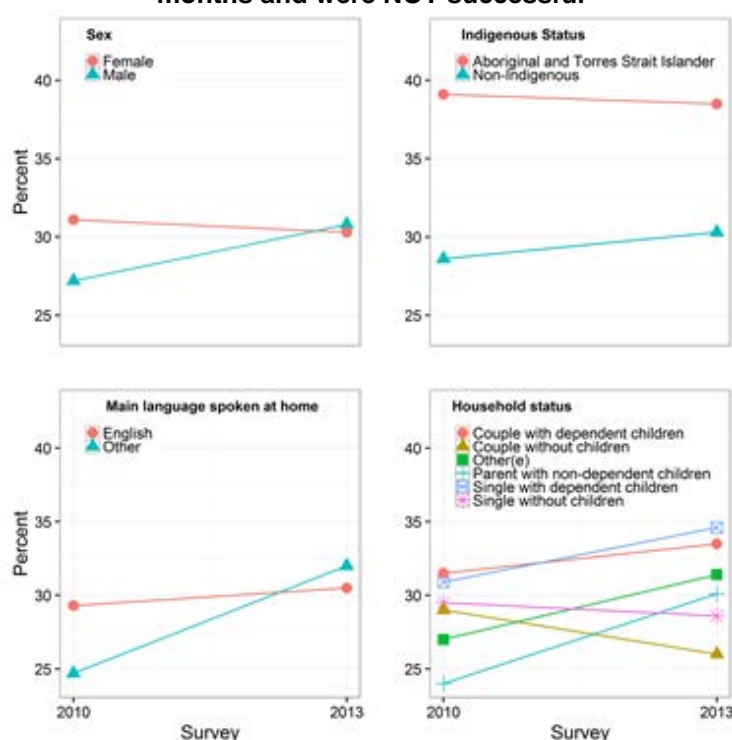 months and were NOT successful
Sex
Female
Male
40
35
30
25
Percent
Indigenous Status
Aboriginal and Torres Strait Islander
Non-Indigenous
40
35
30
25
Main language spoken at home
English
Other
40
35
30
25
Percent
2010
2013
Survey
Household status
Couple with dependent children
Couple without children
Other(e)
Parent with non-dependent children
Single with dependent children
Single without children
40
35
30
25
2010
2013
Survey